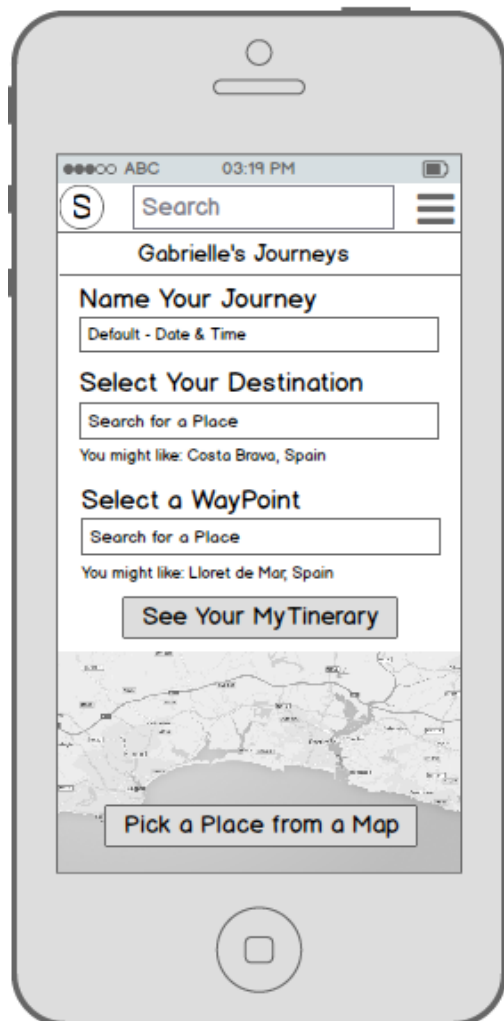 ABC 03:19 PM
S Search
Gabrielle's Journeys
Name Your Journey
Default - Date & Time
Select Your Destination
Search for a Place
You might like: Costa Brava, Spain
Select a WayPoint
Search for a Place
You might like: Lloret de Mar, Spain
See Your MyTinerary
Pick a Place from a Map